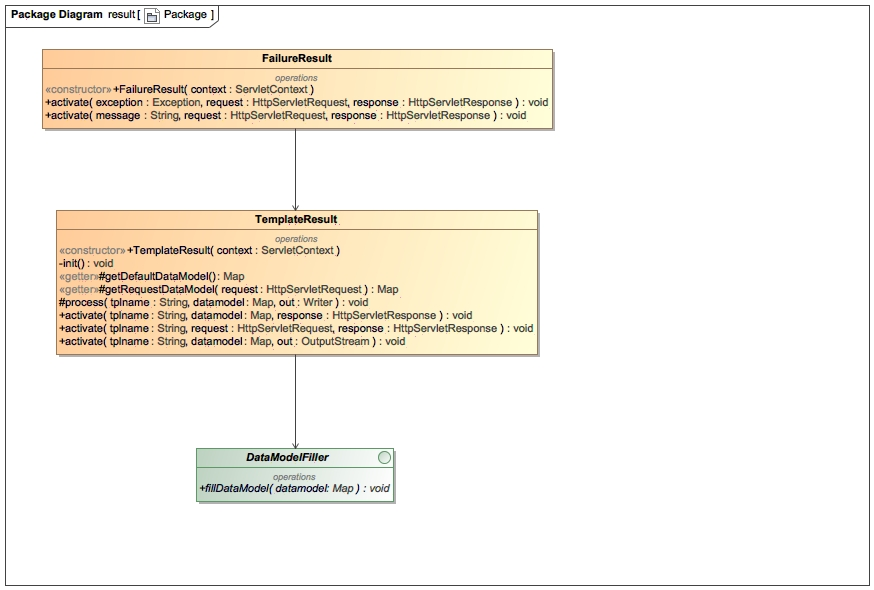 Package Diagram result [ Package ]
FailureResult
operations
«constructor» +FailureResult( context : ServletContext )
+activate( exception : Exception, request : HttpServletRequest, response : HttpServletResponse ) : void
+activate( message : String, request : HttpServletRequest, response : HttpServletResponse ) : void
TemplateResult
operations
«constructor» +TemplateResult( context : ServletContext )
-init() : void
«getter» #getDefaultDataModel() : Map
«getter» #getRequestDataModel( request : HttpServletRequest ) : Map
#process( tplname : String, datamodel : Map, out : Writer ) : void
+activate( tplname : String, datamodel : Map, response : HttpServletResponse ) : void
+activate( tplname : String, request : HttpServletRequest, response : HttpServletResponse ) : void
+activate( tplname : String, datamodel : Map, out : OutputStream ) : void
DataModelFiller
operations
+fillDataModel( datamodel : Map ) : void